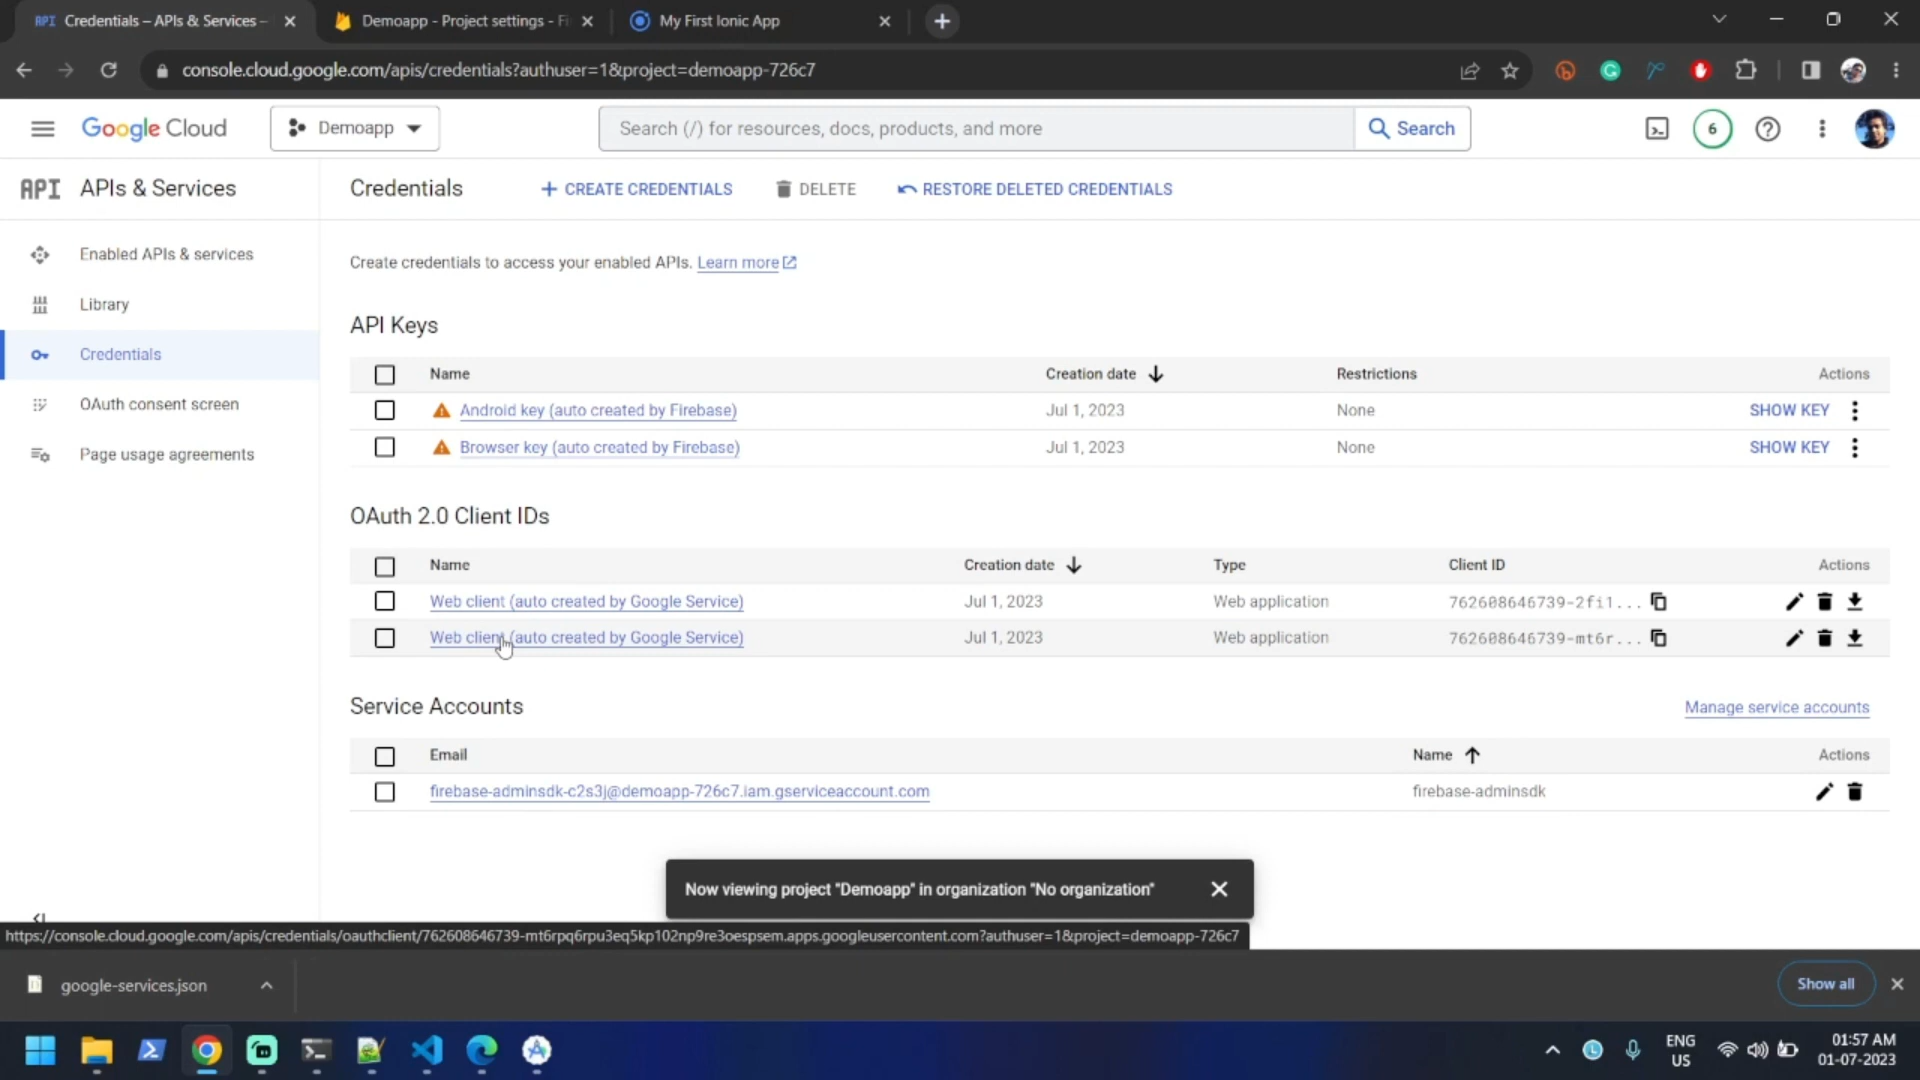 Credentials – APIs & Services –
Demoapp - Project settings - Fi
My First Ionic App
console.cloud.google.com/apis/credentials?authuser=1&project=demoapp-726c7
Google Cloud
Demoapp
Search (/) for resources, docs, products, and more
Search
6
API APIs & Services
Credentials
CREATE CREDENTIALS
DELETE
RESTORE DELETED CREDENTIALS
Enabled APIs & services
Library
Credentials
OAuth consent screen
Page usage agreements
Create credentials to access your enabled APIs. Learn more
API Keys
Name Creation date Restrictions Actions
Android key (auto created by Firebase) Jul 1, 2023 None SHOW KEY
Browser key (auto created by Firebase) Jul 1, 2023 None SHOW KEY
OAuth 2.0 Client IDs
Name Creation date Type Client ID Actions
Web client (auto created by Google Service) Jul 1, 2023 Web application 762608646739-2fi1...
Web client (auto created by Google Service) Jul 1, 2023 Web application 762608646739-mt6r...
Service Accounts
Manage service accounts
Email Name Actions
firebase-adminsdk-c2s3j@demoapp-726c7.iam.gserviceaccount.com firebase-adminsdk
Now viewing project "Demoapp" in organization "No organization"
https://console.cloud.google.com/apis/credentials/oauthclient/762608646739-mt6rpq6rpu3eq5kp102np9re3oespsem.apps.googleusercontent.com?authuser=1&project=demoapp-726c7
google-services.json
Show all
ENG
US
01:57 AM
01-07-2023